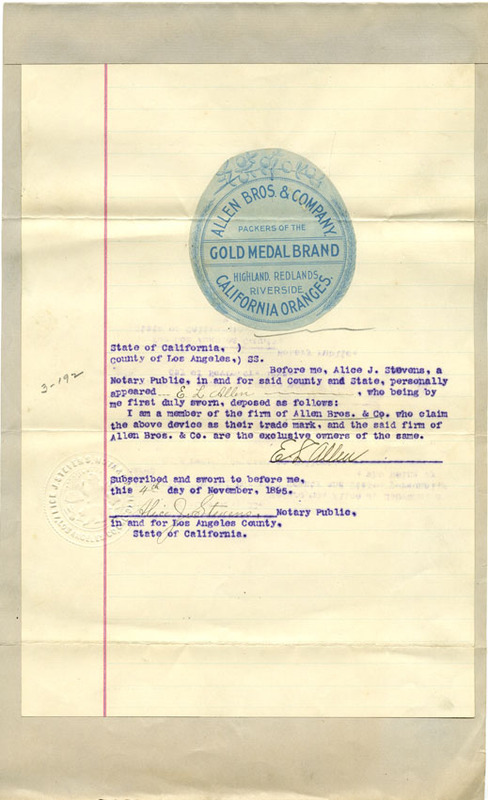 ALLEN BROS. & COMPANY.
PACKERS OF THE
GOLD MEDAL BRAND
HIGHLAND, REDLANDS,
RIVERSIDE
CALIFORNIA ORANGES.
State of California, )
County of Los Angeles,) SS.
Before me, Alice J. Stevens, a
Notary Public, in and for said County and State, personally
appeared E L Allen , who being by
me first duly sworn, deposed as follows:
I am a member of the firm of Allen Bros. & Co. who claim
the above device as their trade mark, and the said firm of
Allen Bros. & Co. are the exclusive owners of the same.
E L Allen
Subscribed and sworn to before me,
this 4th day of November, 1895.
Alice J. Stevens, Notary Public,
in and for Los Angeles County,
State of California.
3-192